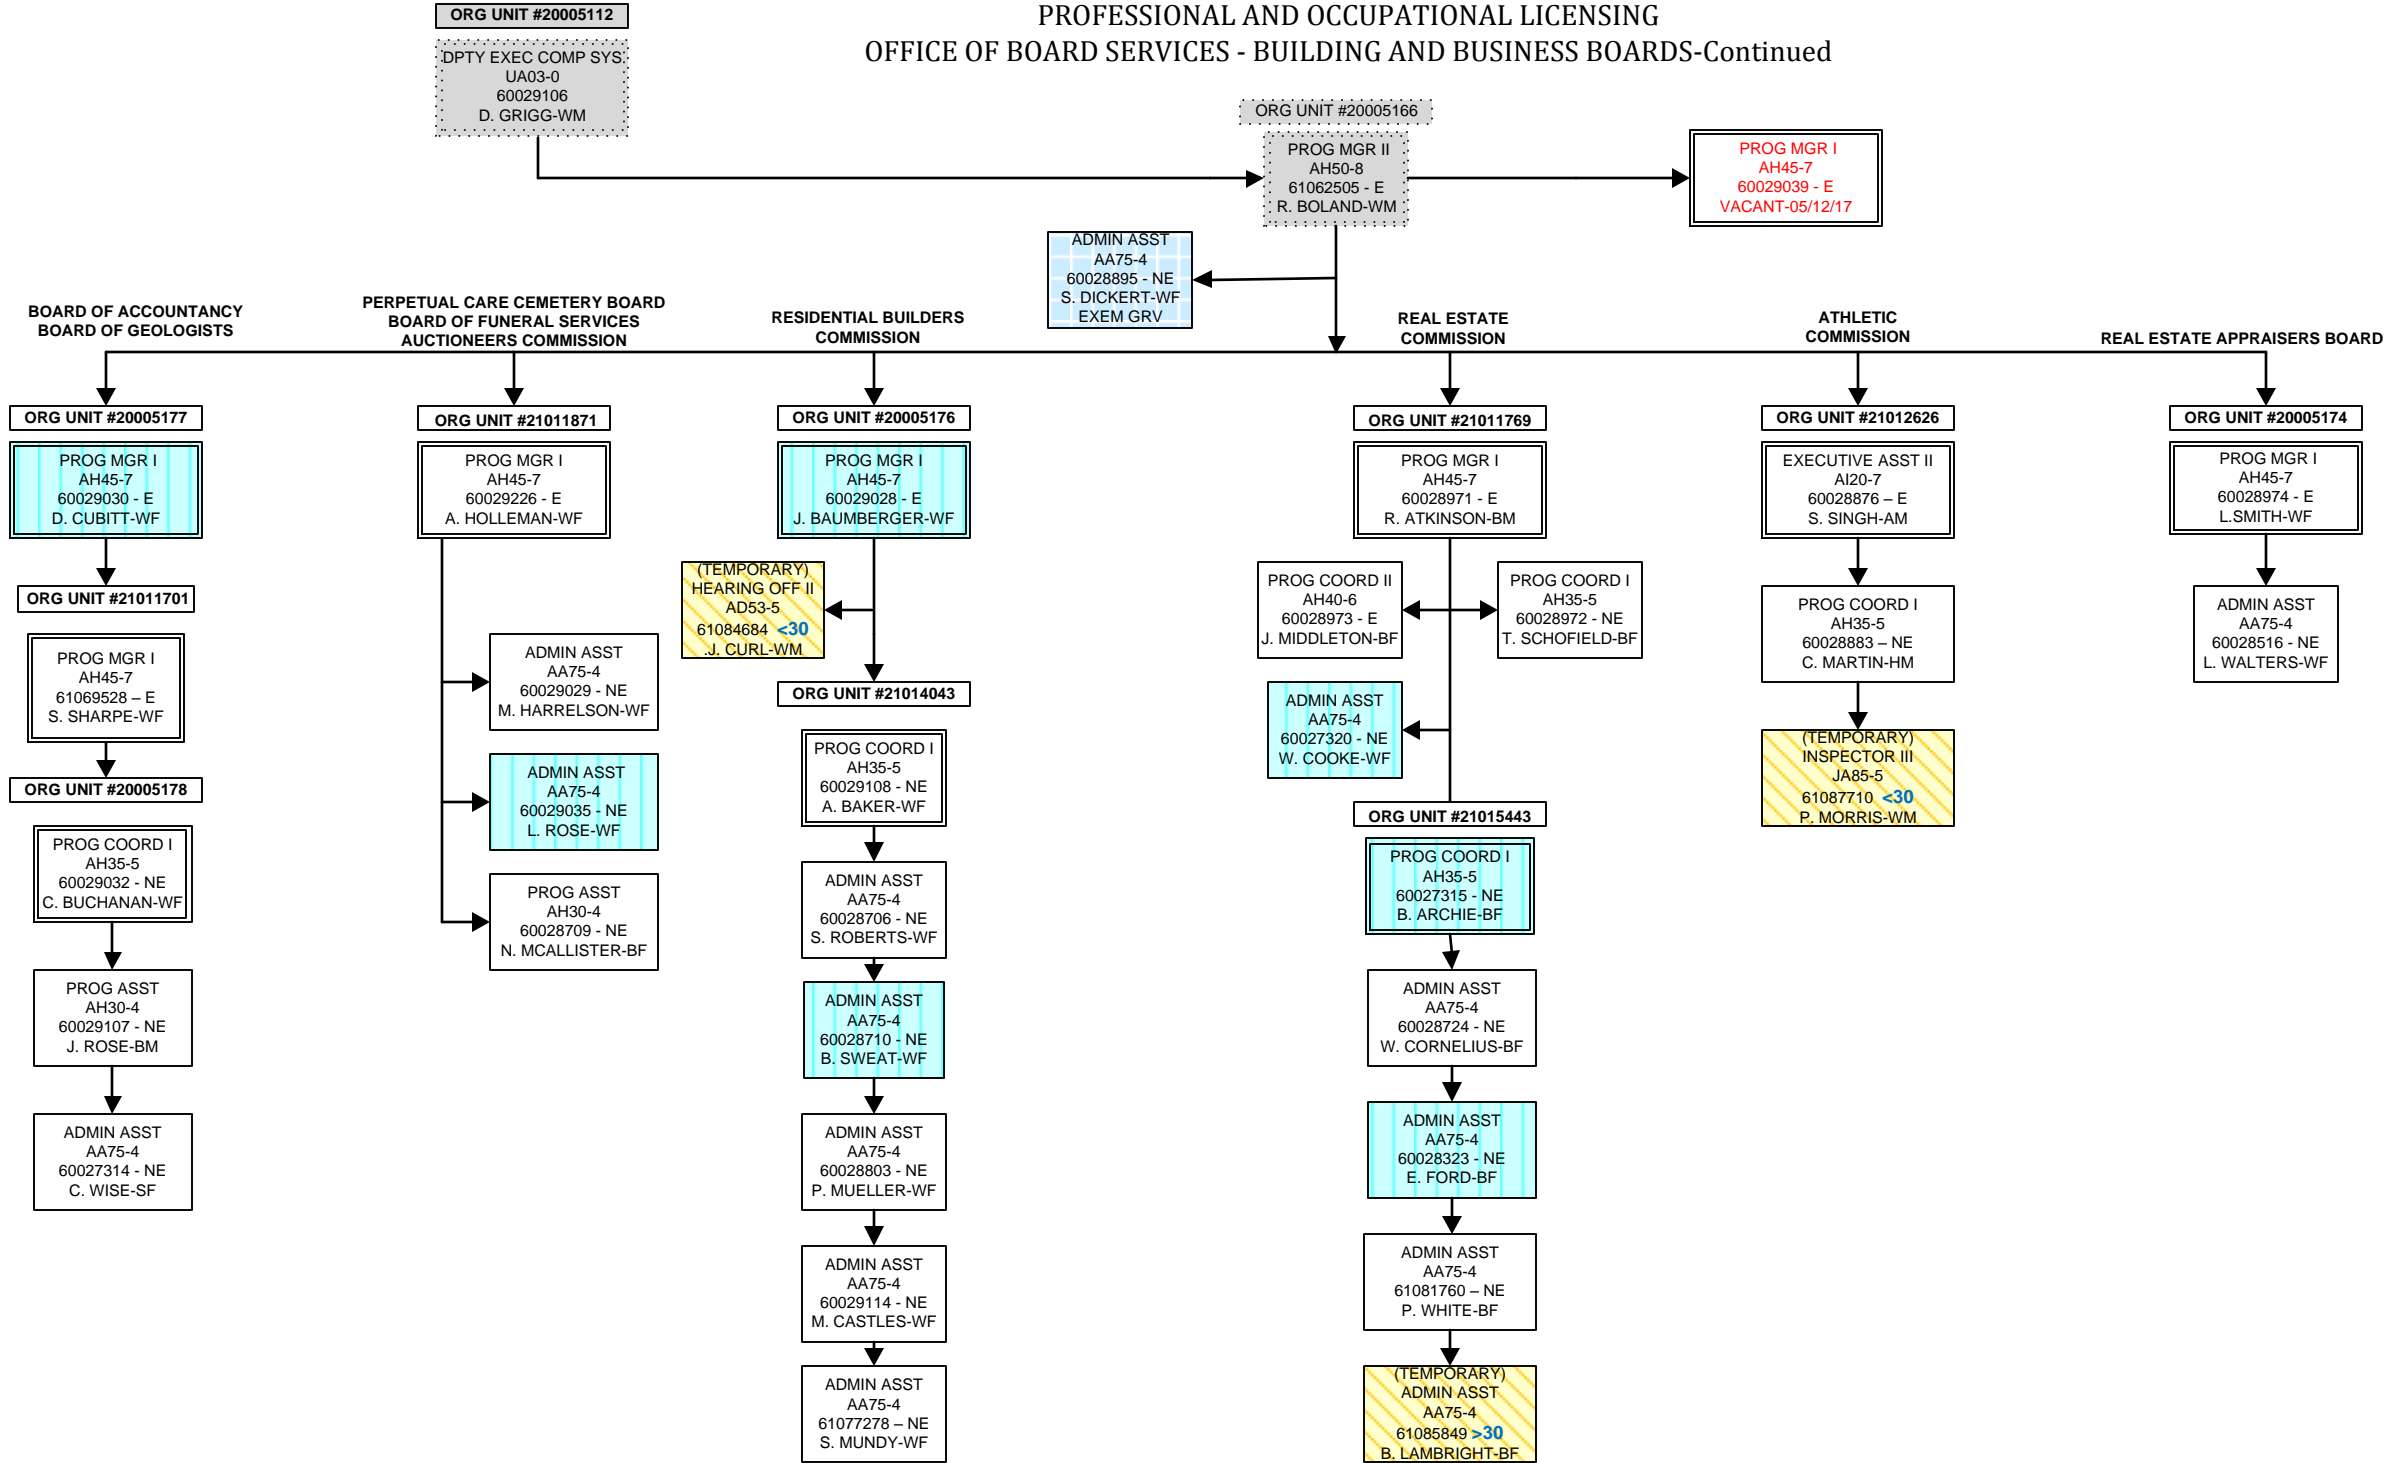 ORG UNIT #20005112
PROFESSIONAL AND OCCUPATIONAL LICENSING
OFFICE OF BOARD SERVICES - BUILDING AND BUSINESS BOARDS-Continued
DPTY EXEC COMP SYS
UA03-0
60029106
D. GRIGG-WM
ORG UNIT #20005166
PROG MGR II
AH50-8
61062505 - E
R. BOLAND-WM
PROG MGR I
AH45-7
60029039 - E
VACANT-05/12/17
ADMIN ASST
AA75-4
60028895 - NE
S. DICKERT-WF
EXEM GRV
BOARD OF ACCOUNTANCY
BOARD OF GEOLOGISTS
ORG UNIT #20005177
PROG MGR I
AH45-7
60029030 - E
D. CUBITT-WF
ORG UNIT #21011701
PROG MGR I
AH45-7
61069528 – E
S. SHARPE-WF
ORG UNIT #20005178
PROG COORD I
AH35-5
60029032 - NE
C. BUCHANAN-WF
PROG ASST
AH30-4
60029107 - NE
J. ROSE-BM
ADMIN ASST
AA75-4
60027314 - NE
C. WISE-SF
PERPETUAL CARE CEMETERY BOARD
BOARD OF FUNERAL SERVICES
AUCTIONEERS COMMISSION
ORG UNIT #21011871
PROG MGR I
AH45-7
60029226 - E
A. HOLLEMAN-WF
ADMIN ASST
AA75-4
60029029 - NE
M. HARRELSON-WF
ADMIN ASST
AA75-4
60029035 - NE
L. ROSE-WF
PROG ASST
AH30-4
60028709 - NE
N. MCALLISTER-BF
RESIDENTIAL BUILDERS
COMMISSION
ORG UNIT #20005176
PROG MGR I
AH45-7
60029028 - E
J. BAUMBERGER-WF
(TEMPORARY)
HEARING OFF II
AD53-5
61084684 <30
.J. CURL-WM
ORG UNIT #21014043
PROG COORD I
AH35-5
60029108 - NE
A. BAKER-WF
ADMIN ASST
AA75-4
60028706 - NE
S. ROBERTS-WF
ADMIN ASST
AA75-4
60028710 - NE
B. SWEAT-WF
ADMIN ASST
AA75-4
60028803 - NE
P. MUELLER-WF
ADMIN ASST
AA75-4
60029114 - NE
M. CASTLES-WF
ADMIN ASST
AA75-4
61077278 – NE
S. MUNDY-WF
REAL ESTATE
COMMISSION
ORG UNIT #21011769
PROG MGR I
AH45-7
60028971 - E
R. ATKINSON-BM
PROG COORD II
AH40-6
60028973 - E
J. MIDDLETON-BF
PROG COORD I
AH35-5
60028972 - NE
T. SCHOFIELD-BF
ADMIN ASST
AA75-4
60027320 - NE
W. COOKE-WF
ORG UNIT #21015443
PROG COORD I
AH35-5
60027315 - NE
B. ARCHIE-BF
ADMIN ASST
AA75-4
60028724 - NE
W. CORNELIUS-BF
ADMIN ASST
AA75-4
60028323 - NE
E. FORD-BF
ADMIN ASST
AA75-4
61081760 – NE
P. WHITE-BF
(TEMPORARY)
ADMIN ASST
AA75-4
61085849 >30
B. LAMBRIGHT-BF
ATHLETIC
COMMISSION
ORG UNIT #21012626
EXECUTIVE ASST II
AI20-7
60028876 – E
S. SINGH-AM
PROG COORD I
AH35-5
60028883 – NE
C. MARTIN-HM
(TEMPORARY)
INSPECTOR III
JA85-5
61087710 <30
P. MORRIS-WM
REAL ESTATE APPRAISERS BOARD
ORG UNIT #20005174
PROG MGR I
AH45-7
60028974 - E
L.SMITH-WF
ADMIN ASST
AA75-4
60028516 - NE
L. WALTERS-WF